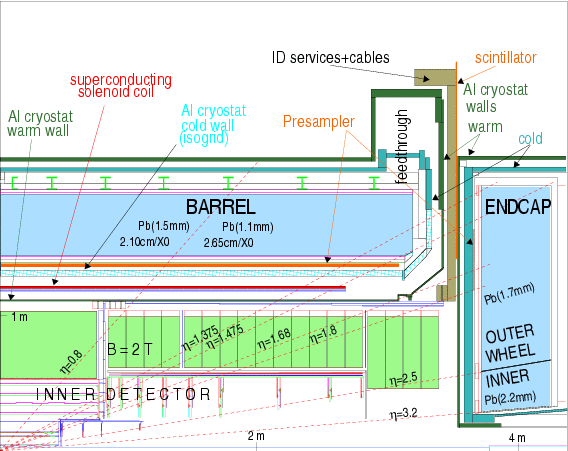 ID services+cables
scintillator
superconducting
solenoid coil
Al cryostat
walls
warm
cold
Al cryostat
warm wall
Al cryostat
cold wall
(isogrid)
Presampler
feedthrough
BARREL
Pb(1.5mm)
Pb(1.1mm)
2.10cm/X0
2.65cm/X0
ENDCAP
Pb(1.7mm)
OUTER
WHEEL
INNER
Pb(2.2mm)
1 m
η=0.8
B=2T
η=1.375
η=1.475
η=1.68
η=1.8
η=2.5
η=3.2
INNER DETECTOR
2 m
4 m